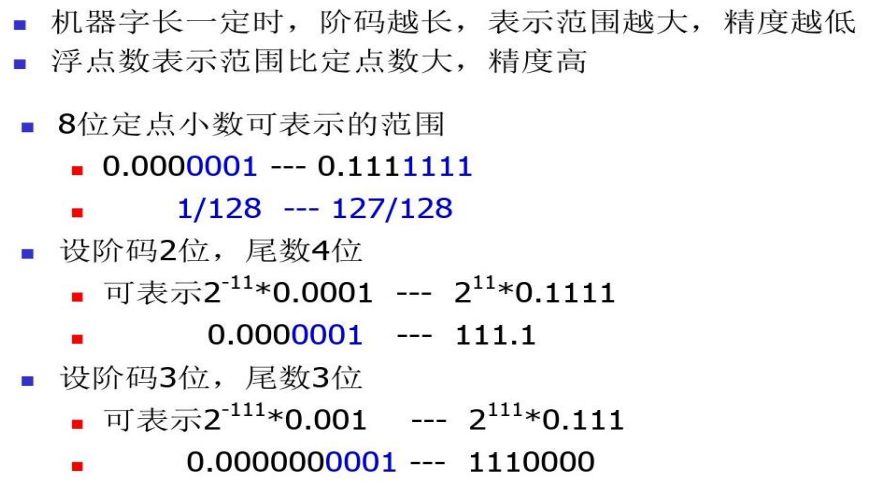 机器字长一定时，阶码越长，表示范围越大，精度越低
浮点数表示范围比定点数大，精度高
8位定点小数可表示的范围
0.0000001 --- 0.1111111
1/128 --- 127/128
设阶码2位，尾数4位
可表示2^-11*0.0001 --- 2^11*0.1111
0.0000001 --- 111.1
设阶码3位，尾数3位
可表示2^-111*0.001 --- 2^111*0.111
0.0000000001 --- 1110000